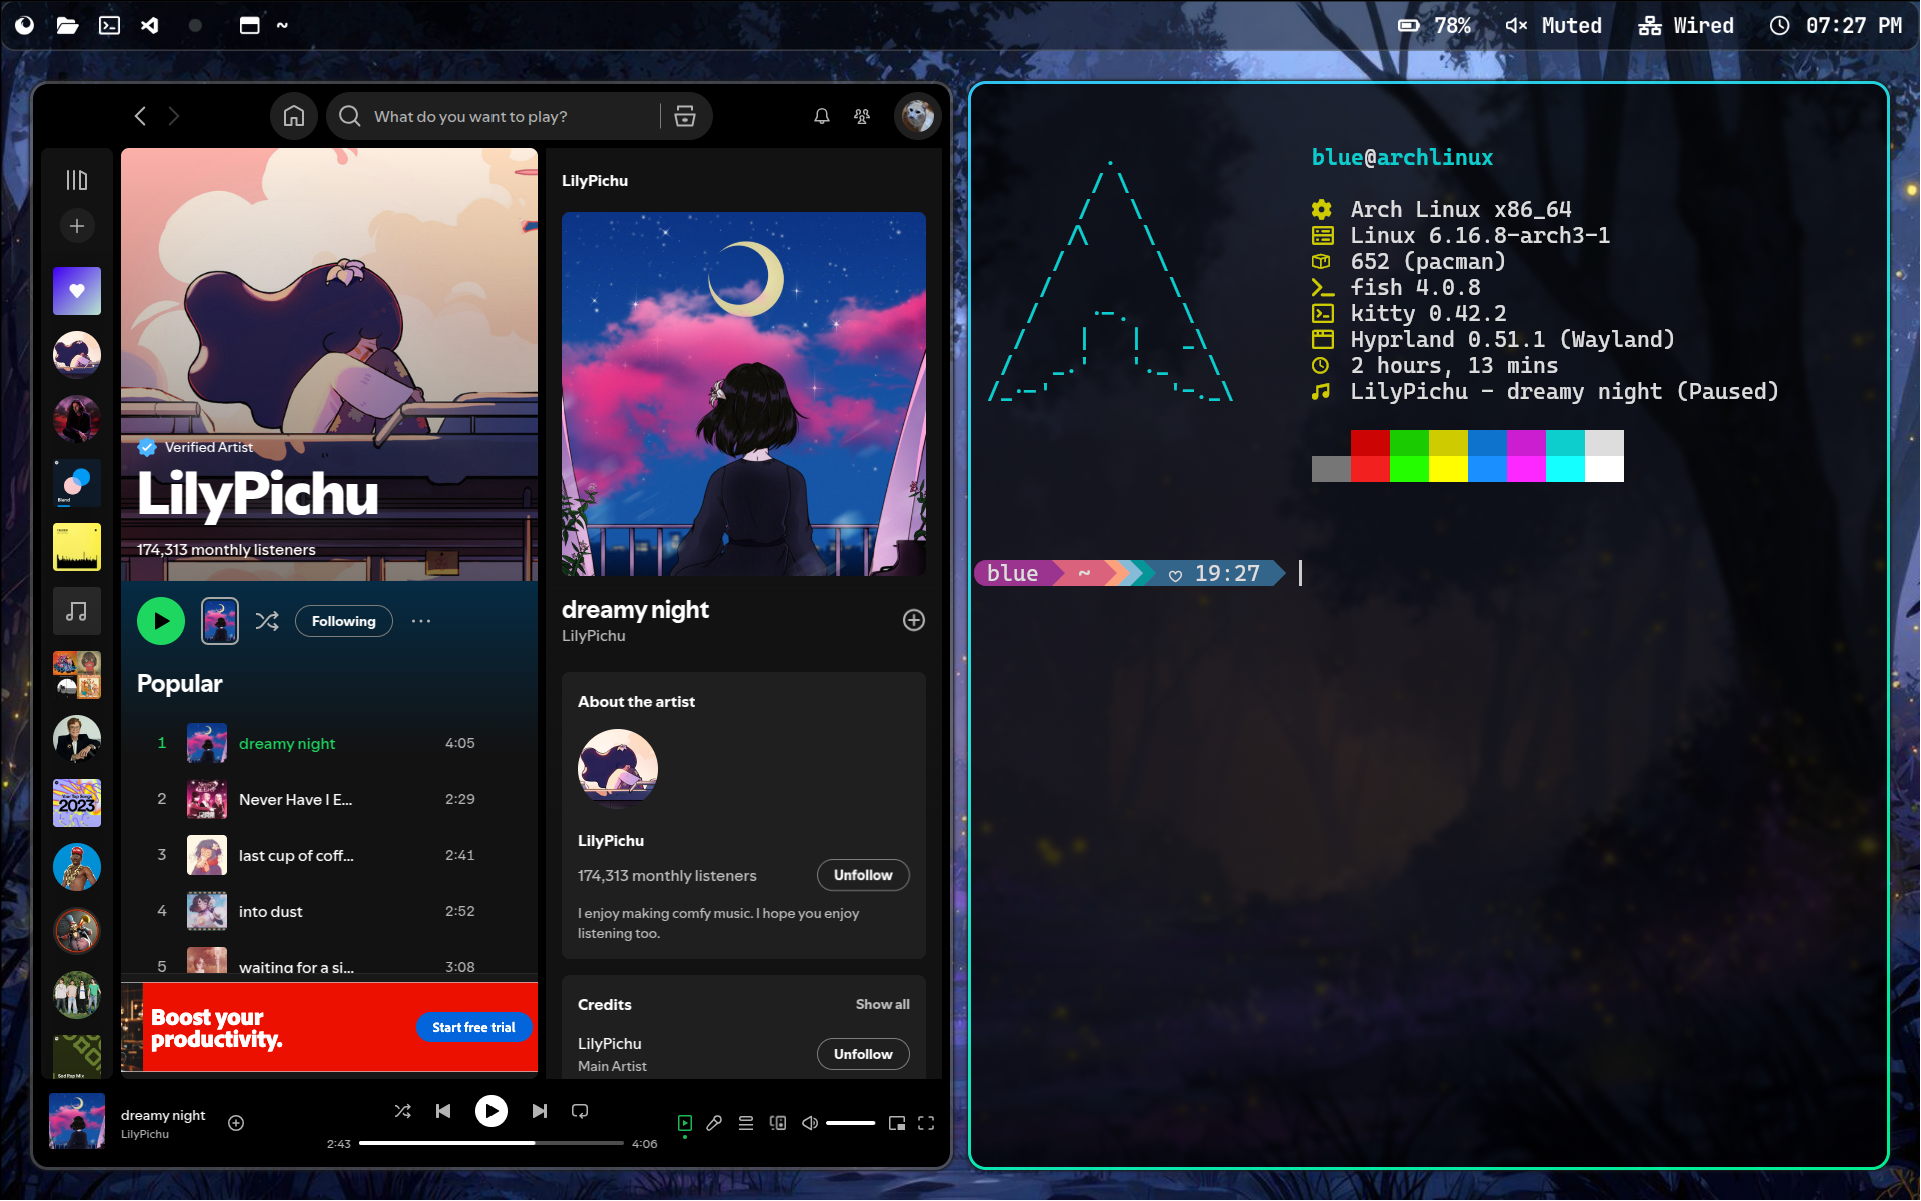 ~
78%
Muted
Wired
07:27 PM
What do you want to play?
Verified Artist
LilyPichu
174,313 monthly listeners
Following
Popular
1 dreamy night 4:05
2 Never Have I E... 2:29
3 last cup of coff... 2:41
4 into dust 2:52
5 waiting for a si... 3:08
Boost your
productivity.
Start free trial
Blend
2023
Sad Pop Mix
LilyPichu
dreamy night
LilyPichu
About the artist
LilyPichu
174,313 monthly listeners
Unfollow
I enjoy making comfy music. I hope you enjoy
listening too.
Credits
Show all
LilyPichu
Main Artist
Unfollow
dreamy night
LilyPichu
2:43
4:06
blue@archlinux
Arch Linux x86_64
Linux 6.16.8-arch3-1
652 (pacman)
fish 4.0.8
kitty 0.42.2
Hyprland 0.51.1 (Wayland)
2 hours, 13 mins
LilyPichu - dreamy night (Paused)
blue ~ ♡ 19:27